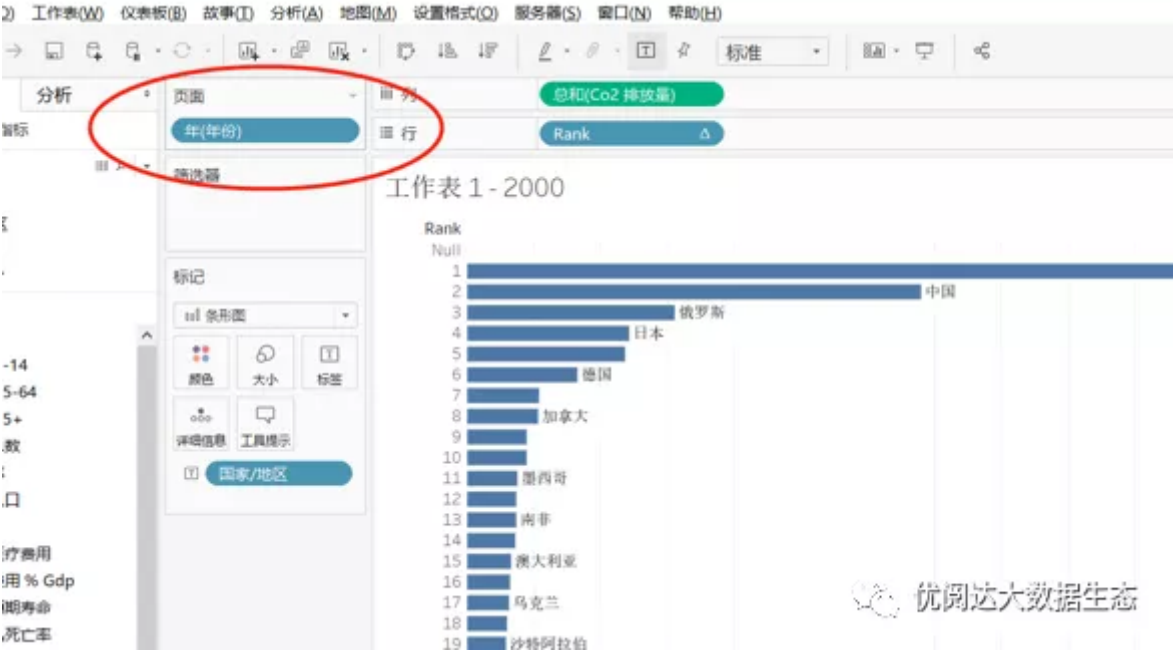 工作表(W) 仪表板(B) 故事(T) 分析(A) 地图(M) 设置格式(O) 服务器(S) 窗口(N) 帮助(H)
标准
分析
页面
年(年份)
列
总和(Co2 排放量)
行
Rank
筛选器
工作表 1 - 2000
Rank
Null
1
2 中国
3 俄罗斯
4 日本
5
6 德国
7
8 加拿大
9
10
11 墨西哥
12
13 南非
14
15 澳大利亚
16
17 乌克兰
18
19 沙特阿拉伯
标记
条形图
颜色 大小 标签
详细信息 工具提示
国家/地区
-14
5-64
5+
数
口
疗费用
用 % Gdp
期寿命
死亡率
优阅达大数据生态